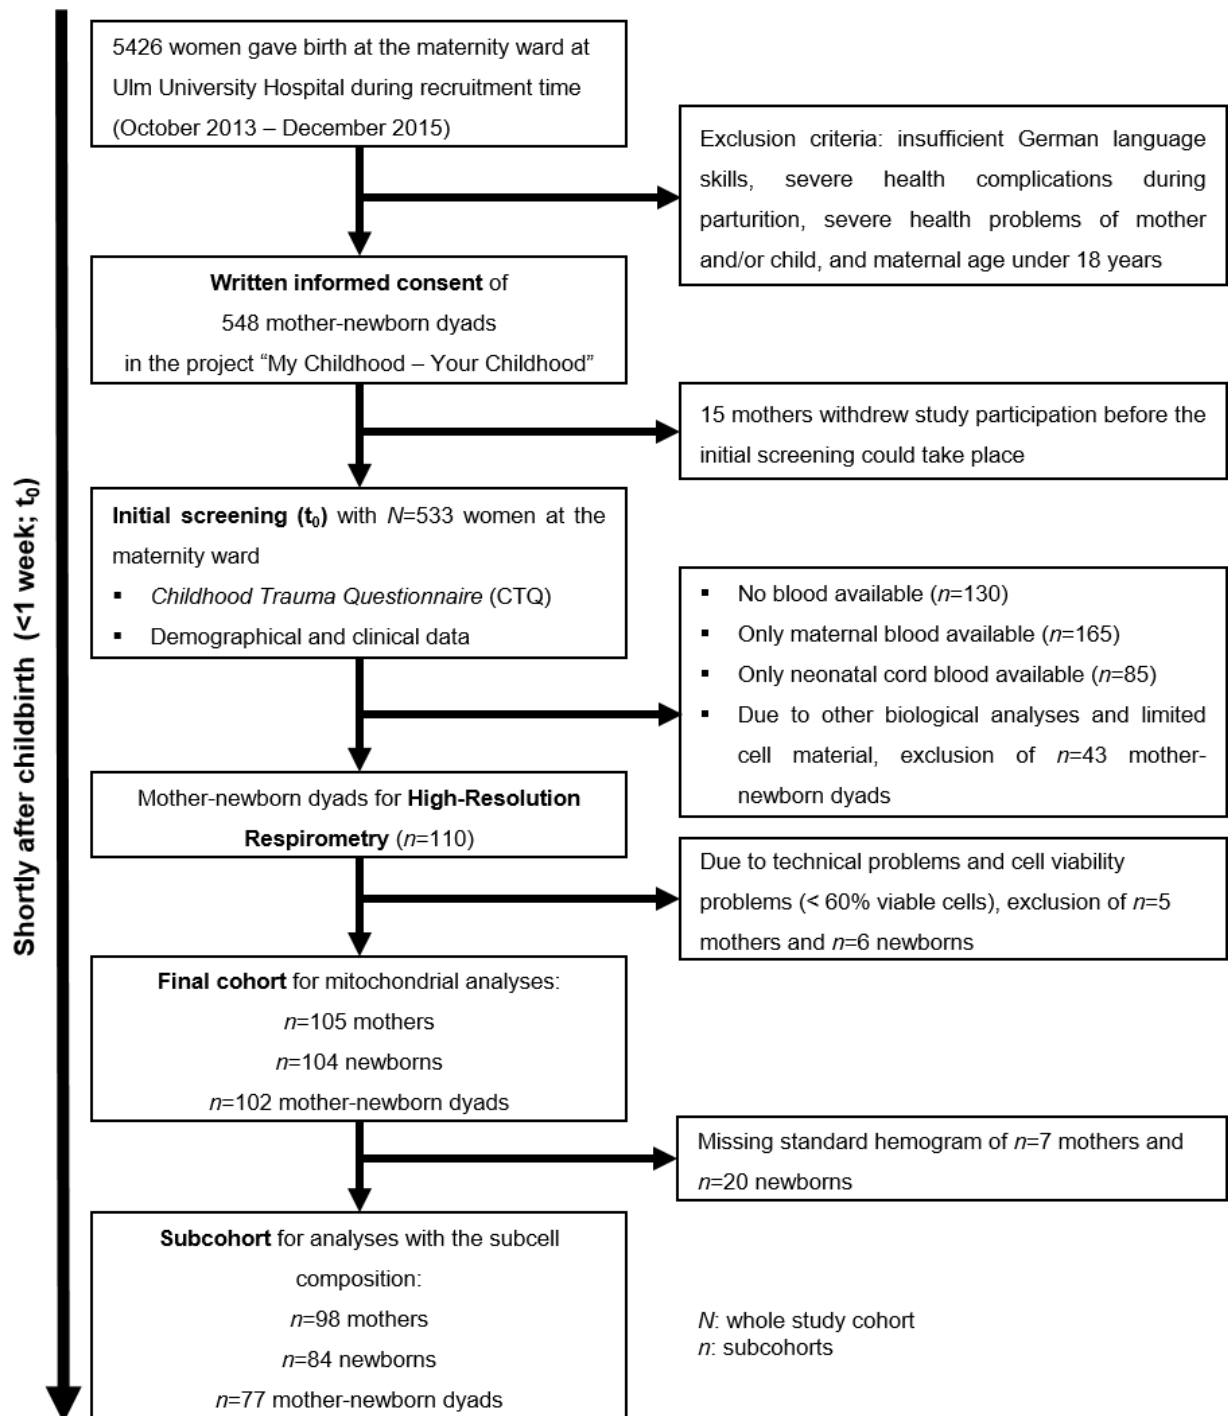 5426 women gave birth at the maternity ward at
Ulm University Hospital during recruitment time
(October 2013 – December 2015)
Exclusion criteria: insufficient German language
skills, severe health complications during
parturition, severe health problems of mother
and/or child, and maternal age under 18 years
Written informed consent of
548 mother-newborn dyads
in the project “My Childhood – Your Childhood”
15 mothers withdrew study participation before the
initial screening could take place
Initial screening (t₀) with N=533 women at the
maternity ward
▪ Childhood Trauma Questionnaire (CTQ)
▪ Demographical and clinical data
▪ No blood available (n=130)
▪ Only maternal blood available (n=165)
▪ Only neonatal cord blood available (n=85)
▪ Due to other biological analyses and limited
cell material, exclusion of n=43 mother-
newborn dyads
Mother-newborn dyads for High-Resolution
Respirometry (n=110)
Due to technical problems and cell viability
problems (< 60% viable cells), exclusion of n=5
mothers and n=6 newborns
Final cohort for mitochondrial analyses:
n=105 mothers
n=104 newborns
n=102 mother-newborn dyads
Missing standard hemogram of n=7 mothers and
n=20 newborns
Subcohort for analyses with the subcell
composition:
n=98 mothers
n=84 newborns
n=77 mother-newborn dyads
N: whole study cohort
n: subcohorts
Shortly after childbirth (<1 week; t₀)